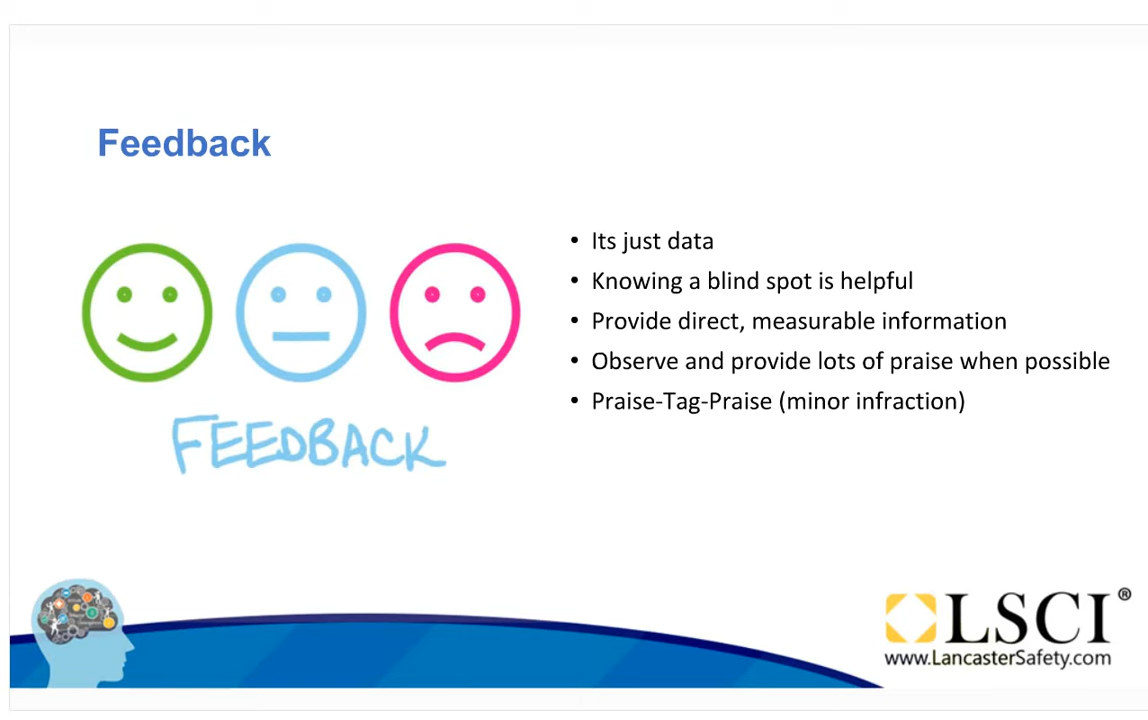 Feedback
• Its just data
• Knowing a blind spot is helpful
• Provide direct, measurable information
• Observe and provide lots of praise when possible
• Praise-Tag-Praise (minor infraction)
FEEDBACK
LSCI®
www.LancasterSafety.com